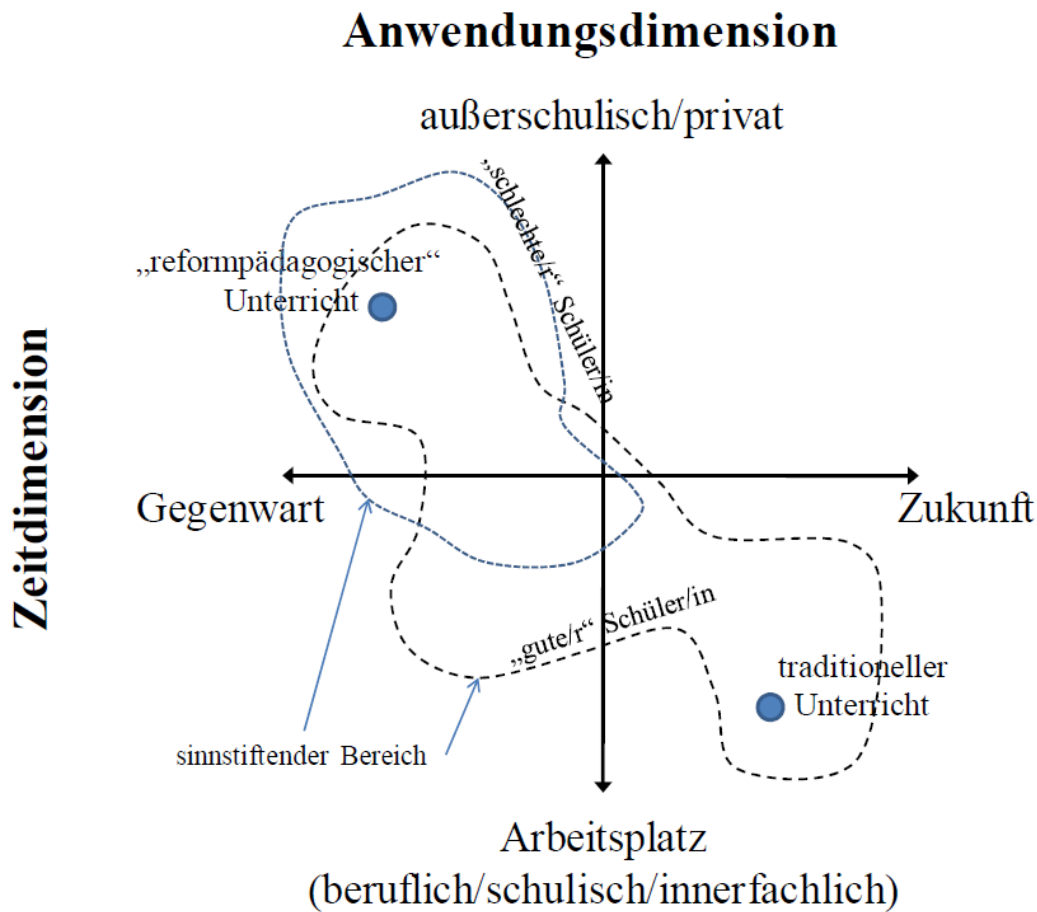 Anwendungsdimension
außerschulisch/privat
„schlechte/r“ Schüler/in
„reformpädagogischer“
Unterricht
Zeitdimension
Gegenwart
Zukunft
„gute/r“ Schüler/in
traditioneller
Unterricht
sinnstiftender Bereich
Arbeitsplatz
(beruflich/schulisch/innerfachlich)